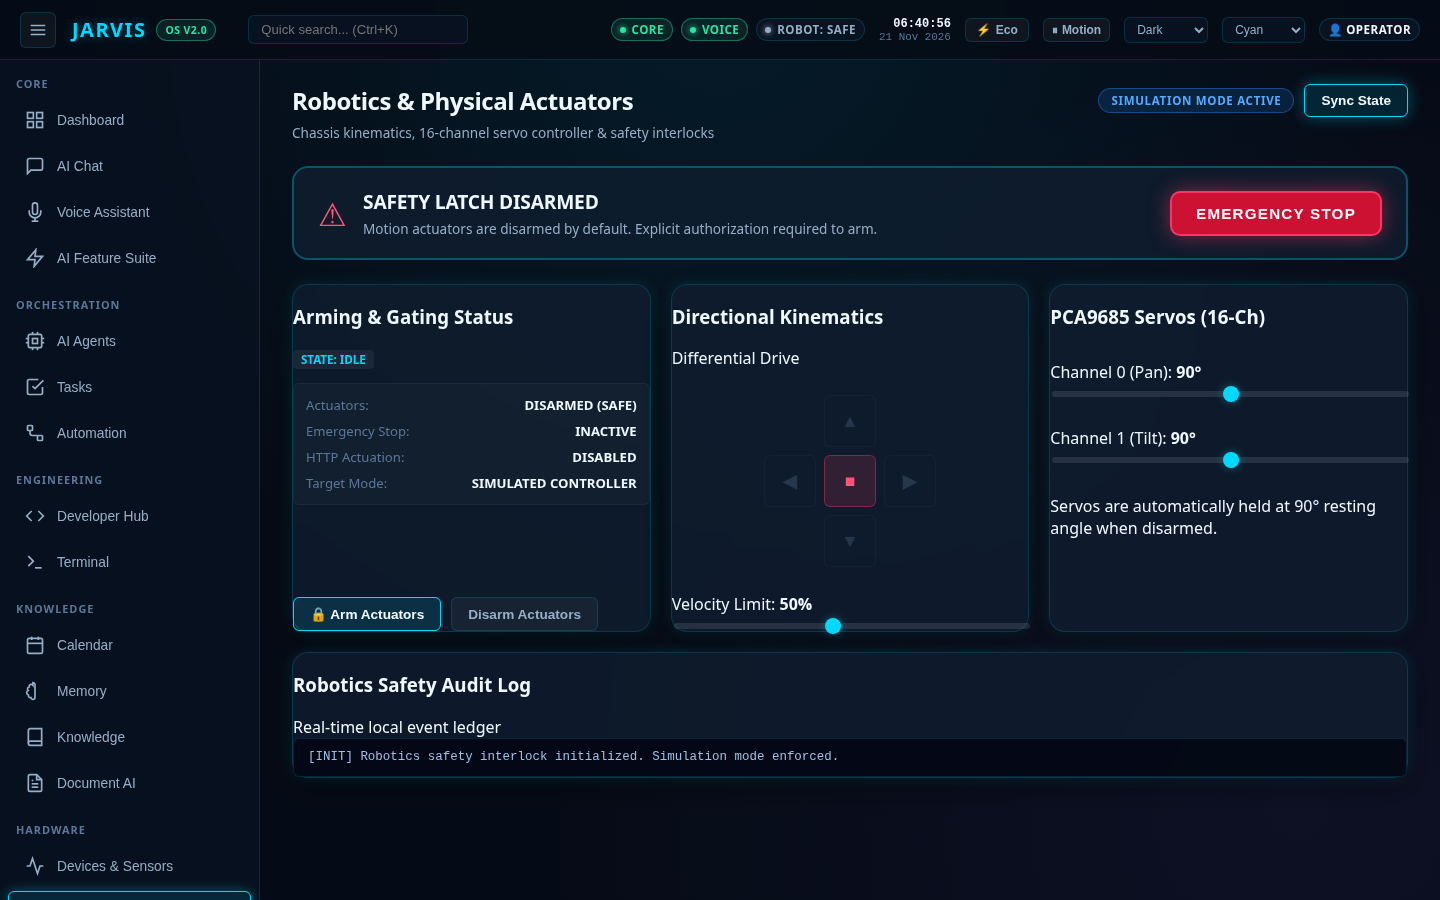 JARVIS
OS V2.0
Quick search... (Ctrl+K)
CORE
VOICE
ROBOT: SAFE
06:40:56
21 Nov 2026
⚡ Eco
Motion
Dark
Cyan
OPERATOR
CORE
Dashboard
AI Chat
Voice Assistant
AI Feature Suite
ORCHESTRATION
AI Agents
Tasks
Automation
ENGINEERING
Developer Hub
Terminal
KNOWLEDGE
Calendar
Memory
Knowledge
Document AI
HARDWARE
Devices & Sensors
Robotics & Physical Actuators
Chassis kinematics, 16-channel servo controller & safety interlocks
SIMULATION MODE ACTIVE
Sync State
SAFETY LATCH DISARMED
Motion actuators are disarmed by default. Explicit authorization required to arm.
EMERGENCY STOP
Arming & Gating Status
STATE: IDLE
Actuators: DISARMED (SAFE)
Emergency Stop: INACTIVE
HTTP Actuation: DISABLED
Target Mode: SIMULATED CONTROLLER
🔒 Arm Actuators
Disarm Actuators
Directional Kinematics
Differential Drive
Velocity Limit: 50%
PCA9685 Servos (16-Ch)
Channel 0 (Pan): 90°
Channel 1 (Tilt): 90°
Servos are automatically held at 90° resting
angle when disarmed.
Robotics Safety Audit Log
Real-time local event ledger
[INIT] Robotics safety interlock initialized. Simulation mode enforced.